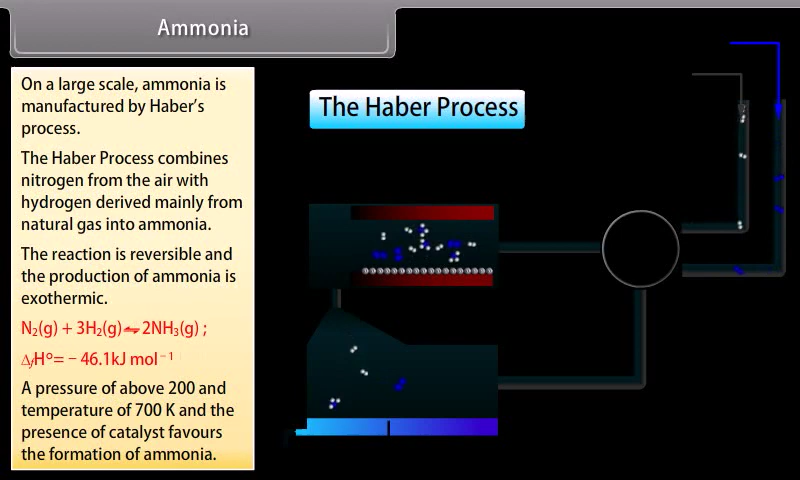 Ammonia
On a large scale, ammonia is
manufactured by Haber's
process.
The Haber Process combines
nitrogen from the air with
hydrogen derived mainly from
natural gas into ammonia.
The reaction is reversible and
the production of ammonia is
exothermic.
N₂(g) + 3H₂(g) ⇋ 2NH₃(g) ;
ΔfH° = − 46.1kJ mol⁻¹
A pressure of above 200 and
temperature of 700 K and the
presence of catalyst favours
the formation of ammonia.
The Haber Process